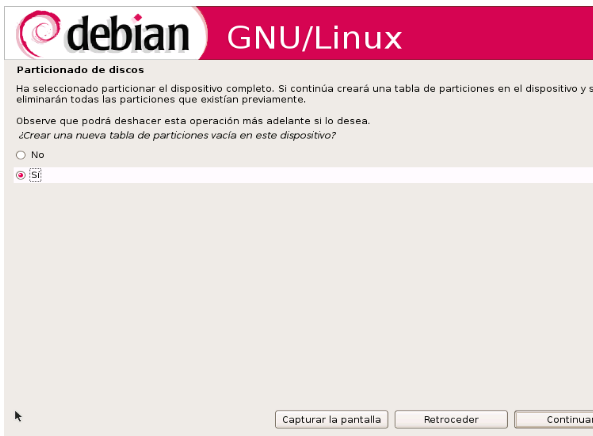 debian GNU/Linux
Particionado de discos
Ha seleccionado particionar el dispositivo completo. Si continúa creará una tabla de particiones en el dispositivo y s
eliminarán todas las particiones que existían previamente.
Observe que podrá deshacer esta operación más adelante si lo desea.
¿Crear una nueva tabla de particiones vacía en este dispositivo?
No
Sí
Capturar la pantalla Retroceder Continuar